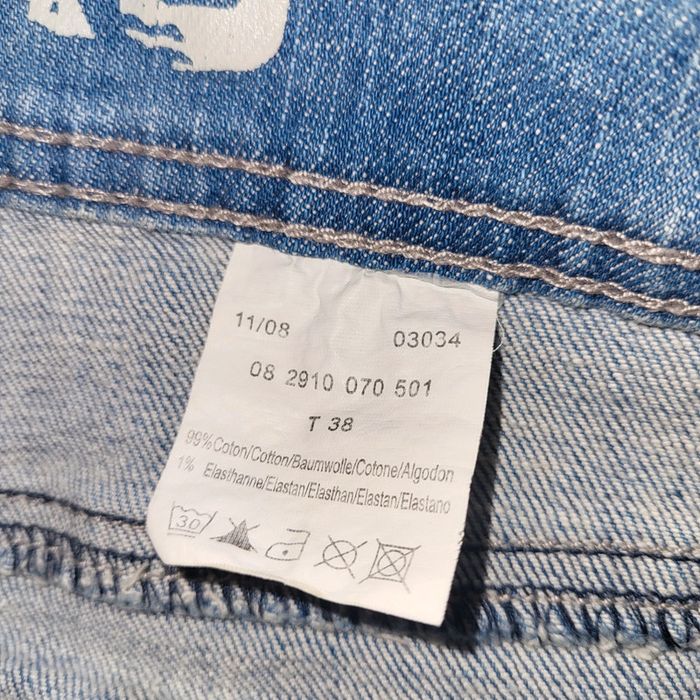 11/08 03034
08 2910 070 501
T 38
99% Coton/Cotton/Baumwolle/Cotone/Algodon
1% Elasthanne/Elastan/Elasthan/Elastan/Elastano
30